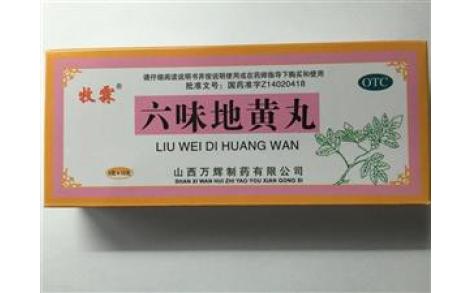 请仔细阅读说明书并按说明使用或在药师指导下购买和使用
批准文号：国药准字Z14020418
OTC
牧霖®
六味地黄丸
LIU WEI DI HUANG WAN
山西万辉制药有限公司
SHAN XI WAN HUI ZHI YAO YOU XIAN GONG SI